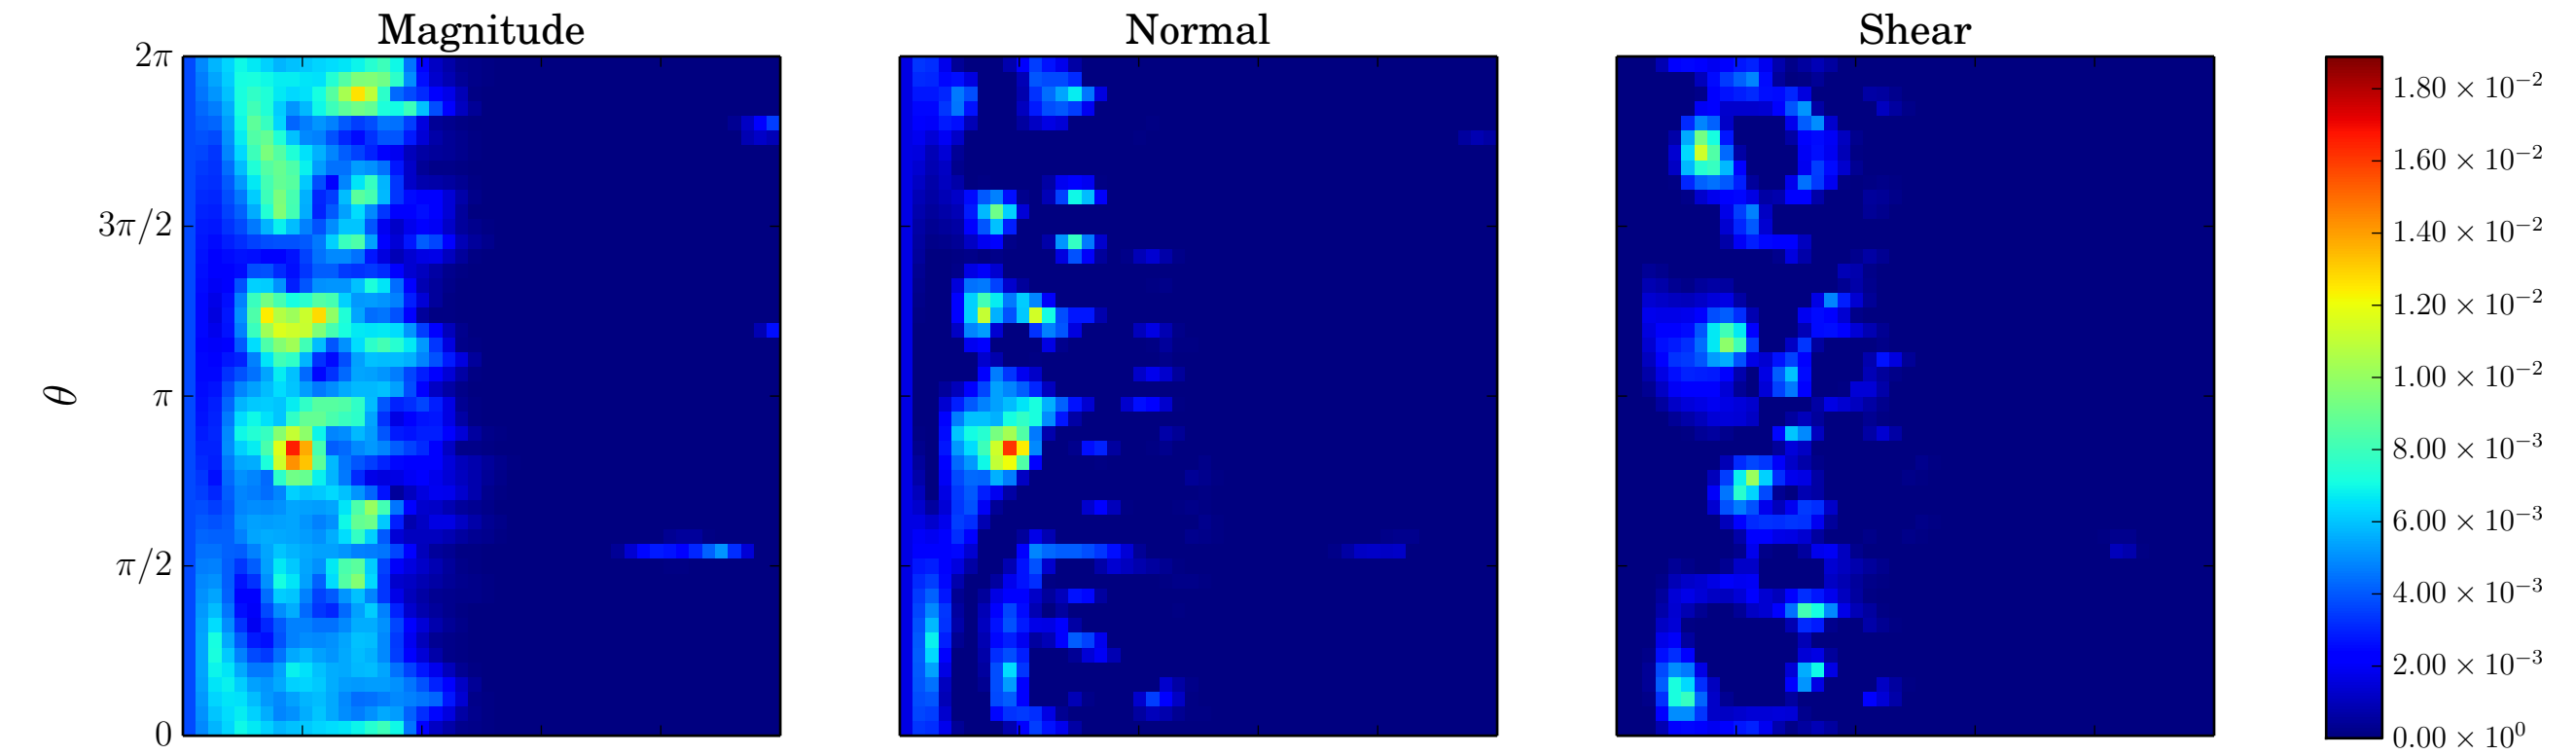 Magnitude Normal Shear
2π
3π/2
π
π/2
0
θ
1.80 × 10⁻²
1.60 × 10⁻²
1.40 × 10⁻²
1.20 × 10⁻²
1.00 × 10⁻²
8.00 × 10⁻³
6.00 × 10⁻³
4.00 × 10⁻³
2.00 × 10⁻³
0.00 × 10⁰